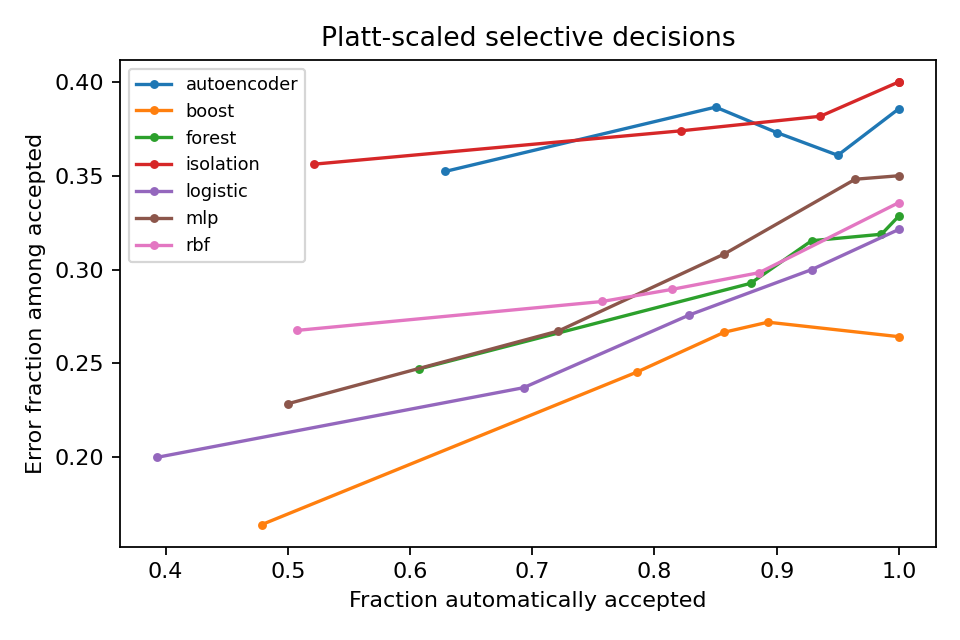 Platt-scaled selective decisions
autoencoder
boost
forest
isolation
logistic
mlp
rbf
Error fraction among accepted
0.40
0.35
0.30
0.25
0.20
0.4 0.5 0.6 0.7 0.8 0.9 1.0
Fraction automatically accepted